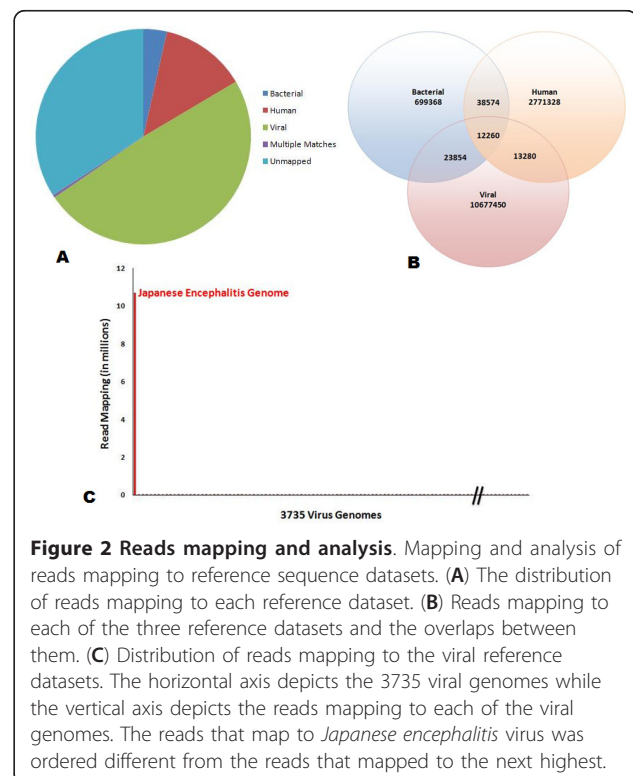 Bacterial
Human
Viral
Multiple Matches
Unmapped
A
Bacterial
699368
38574
Human
2771328
12260
23854
13280
Viral
10677450
B
12
10
8
6
4
2
0
Read Mapping (in millions)
Japanese Encephalitis Genome
//
C
3735 Virus Genomes
Figure 2 Reads mapping and analysis. Mapping and analysis of
reads mapping to reference sequence datasets. (A) The distribution
of reads mapping to each reference dataset. (B) Reads mapping to
each of the three reference datasets and the overlaps between
them. (C) Distribution of reads mapping to the viral reference
datasets. The horizontal axis depicts the 3735 viral genomes while
the vertical axis depicts the reads mapping to each of the viral
genomes. The reads that map to Japanese encephalitis virus was
ordered different from the reads that mapped to the next highest.